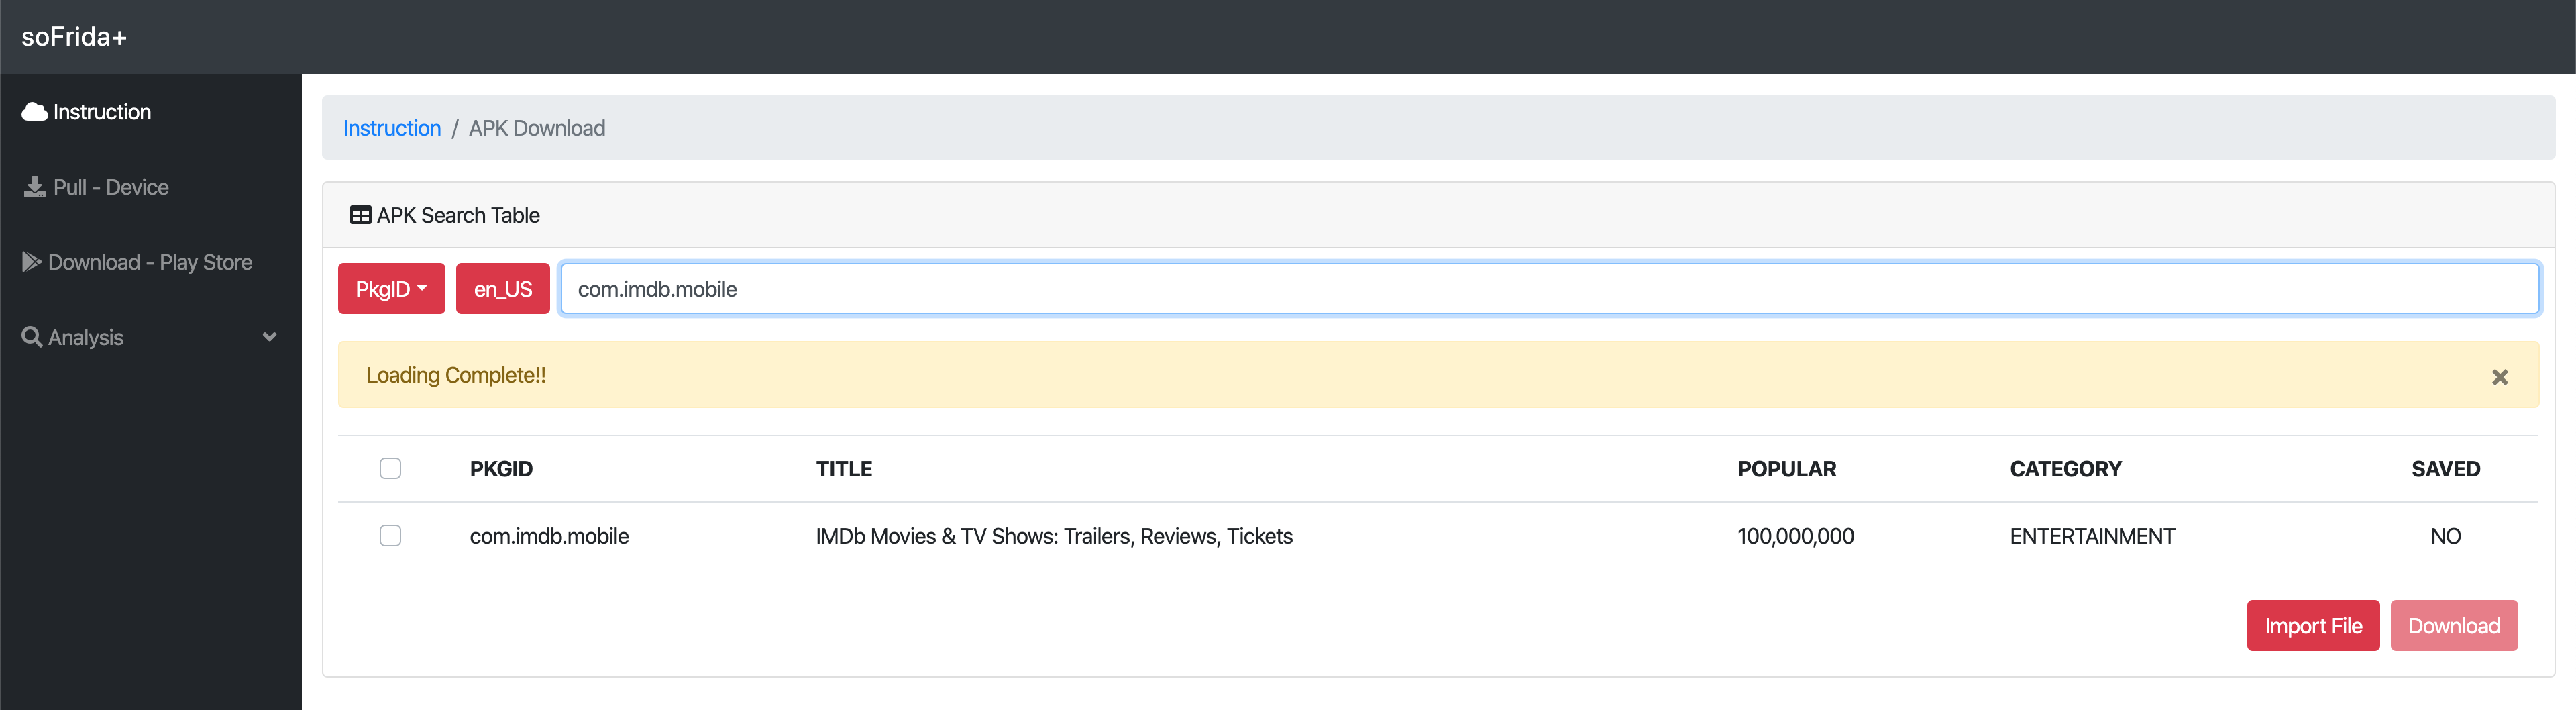 soFrida+
Instruction
Pull - Device
Download - Play Store
Analysis
Instruction / APK Download
APK Search Table
PkgID en_US com.imdb.mobile
Loading Complete!! ×
PKGID TITLE POPULAR CATEGORY SAVED
com.imdb.mobile IMDb Movies & TV Shows: Trailers, Reviews, Tickets 100,000,000 ENTERTAINMENT NO
Import File Download